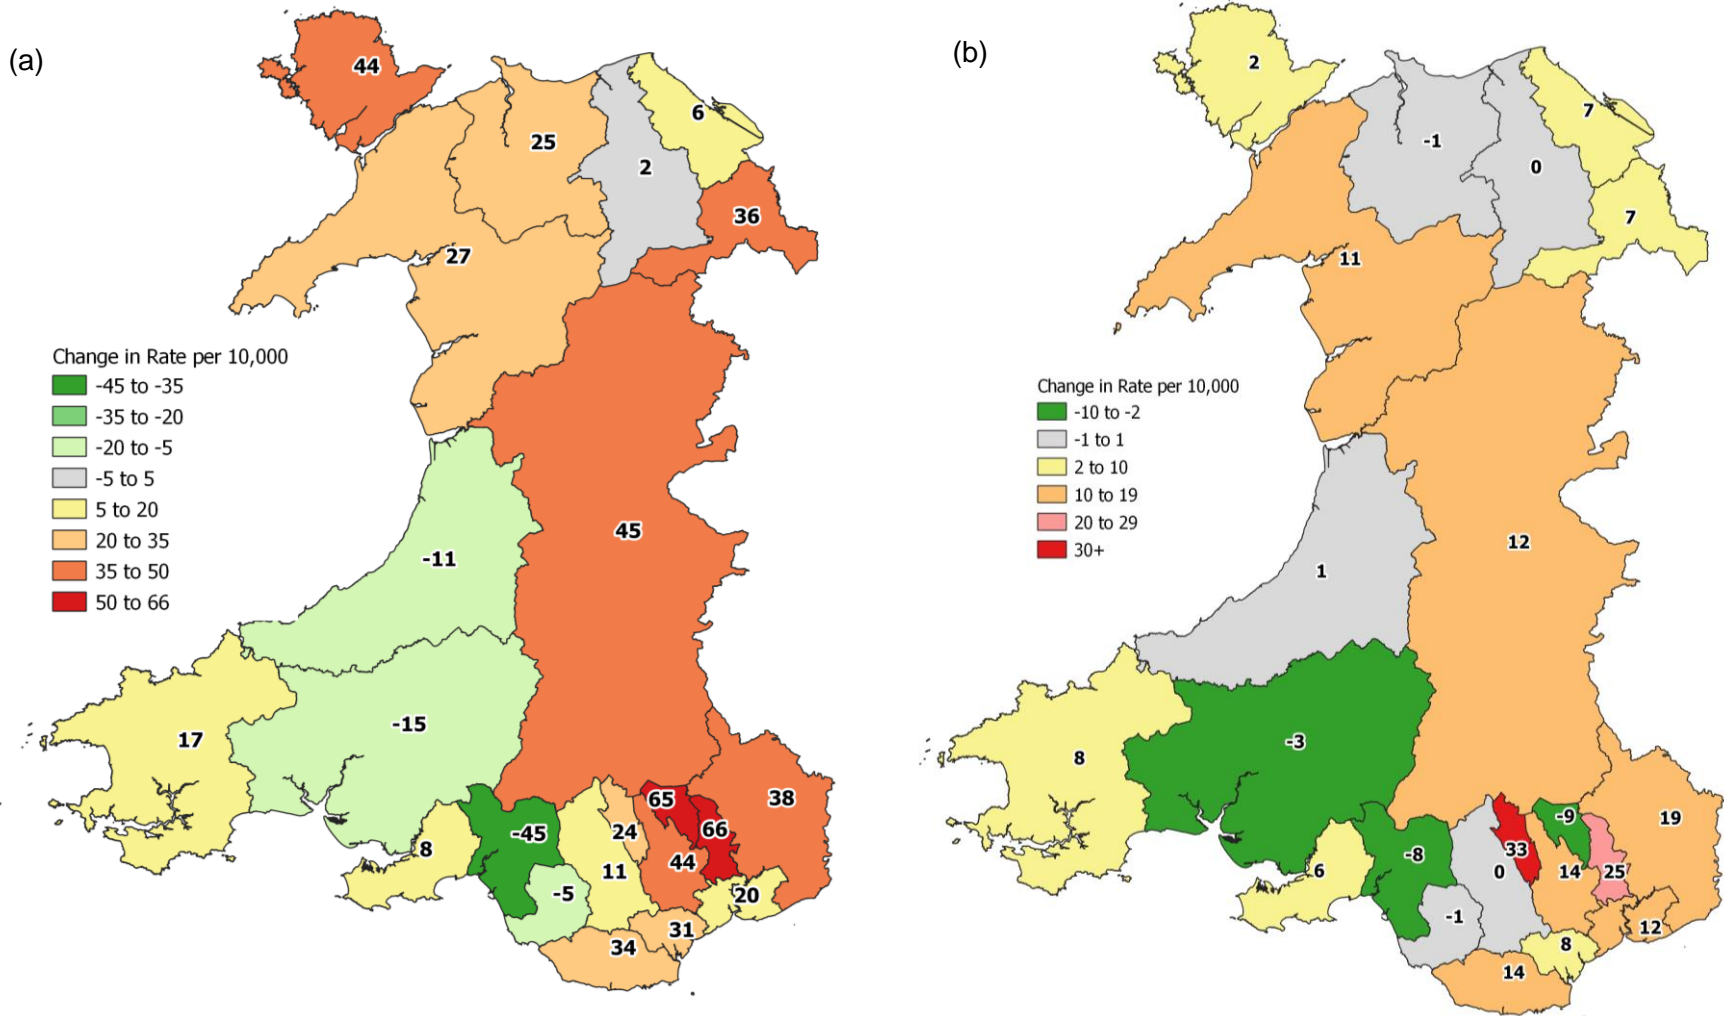 (a)
44
25
2
6
36
27
Change in Rate per 10,000
-45 to -35
-35 to -20
-20 to -5
-5 to 5
5 to 20
20 to 35
35 to 50
50 to 66
45
-11
-15
17
8
-45
-5
11
24
65
66
44
38
20
31
34
(b)
2
-1
0
7
7
11
Change in Rate per 10,000
-10 to -2
-1 to 1
2 to 10
10 to 19
20 to 29
30+
12
1
-3
8
6
-8
-1
0
33
-9
14
25
19
12
8
14